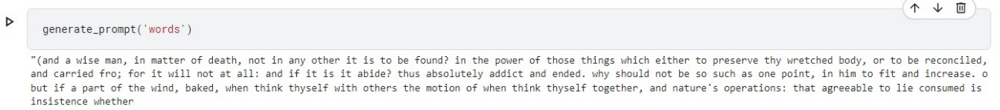 generate_prompt('words')
"(and a wise man, in matter of death, not in any other it is to be found? in the power of those things which either to preserve thy wretched body, or to be reconciled,
and carried fro; for it will not at all: and if it is it abide? thus absolutely addict and ended. why should not be so such as one point, in him to fit and increase. o
but if a part of the wind, baked, when think thyself with others the motion of when think thyself together, and nature's operations: that agreeable to lie consumed is
insistence whether